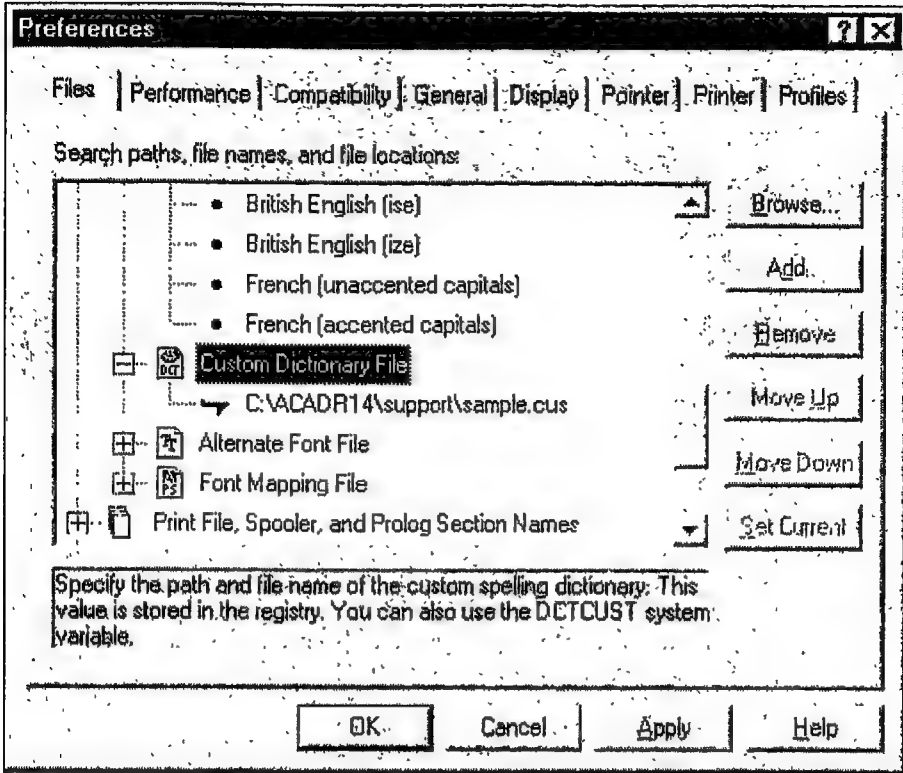 Preferences
Files Performance Compatibility General Display Pointer Printer Profiles
Search paths, file names, and file locations:
British English (ise)
British English (ize)
French (unaccented capitals)
French (accented capitals)
DCT Custom Dictionary File
C:\ACADR14\support\sample.cus
Alternate Font File
PS Font Mapping File
Print File, Spooler, and Prolog Section Names
Browse...
Add...
Remove
Move Up
Move Down
Set Current
Specify the path and file name of the custom spelling dictionary. This
value is stored in the registry. You can also use the DCTCUST system
variable.
OK Cancel Apply Help